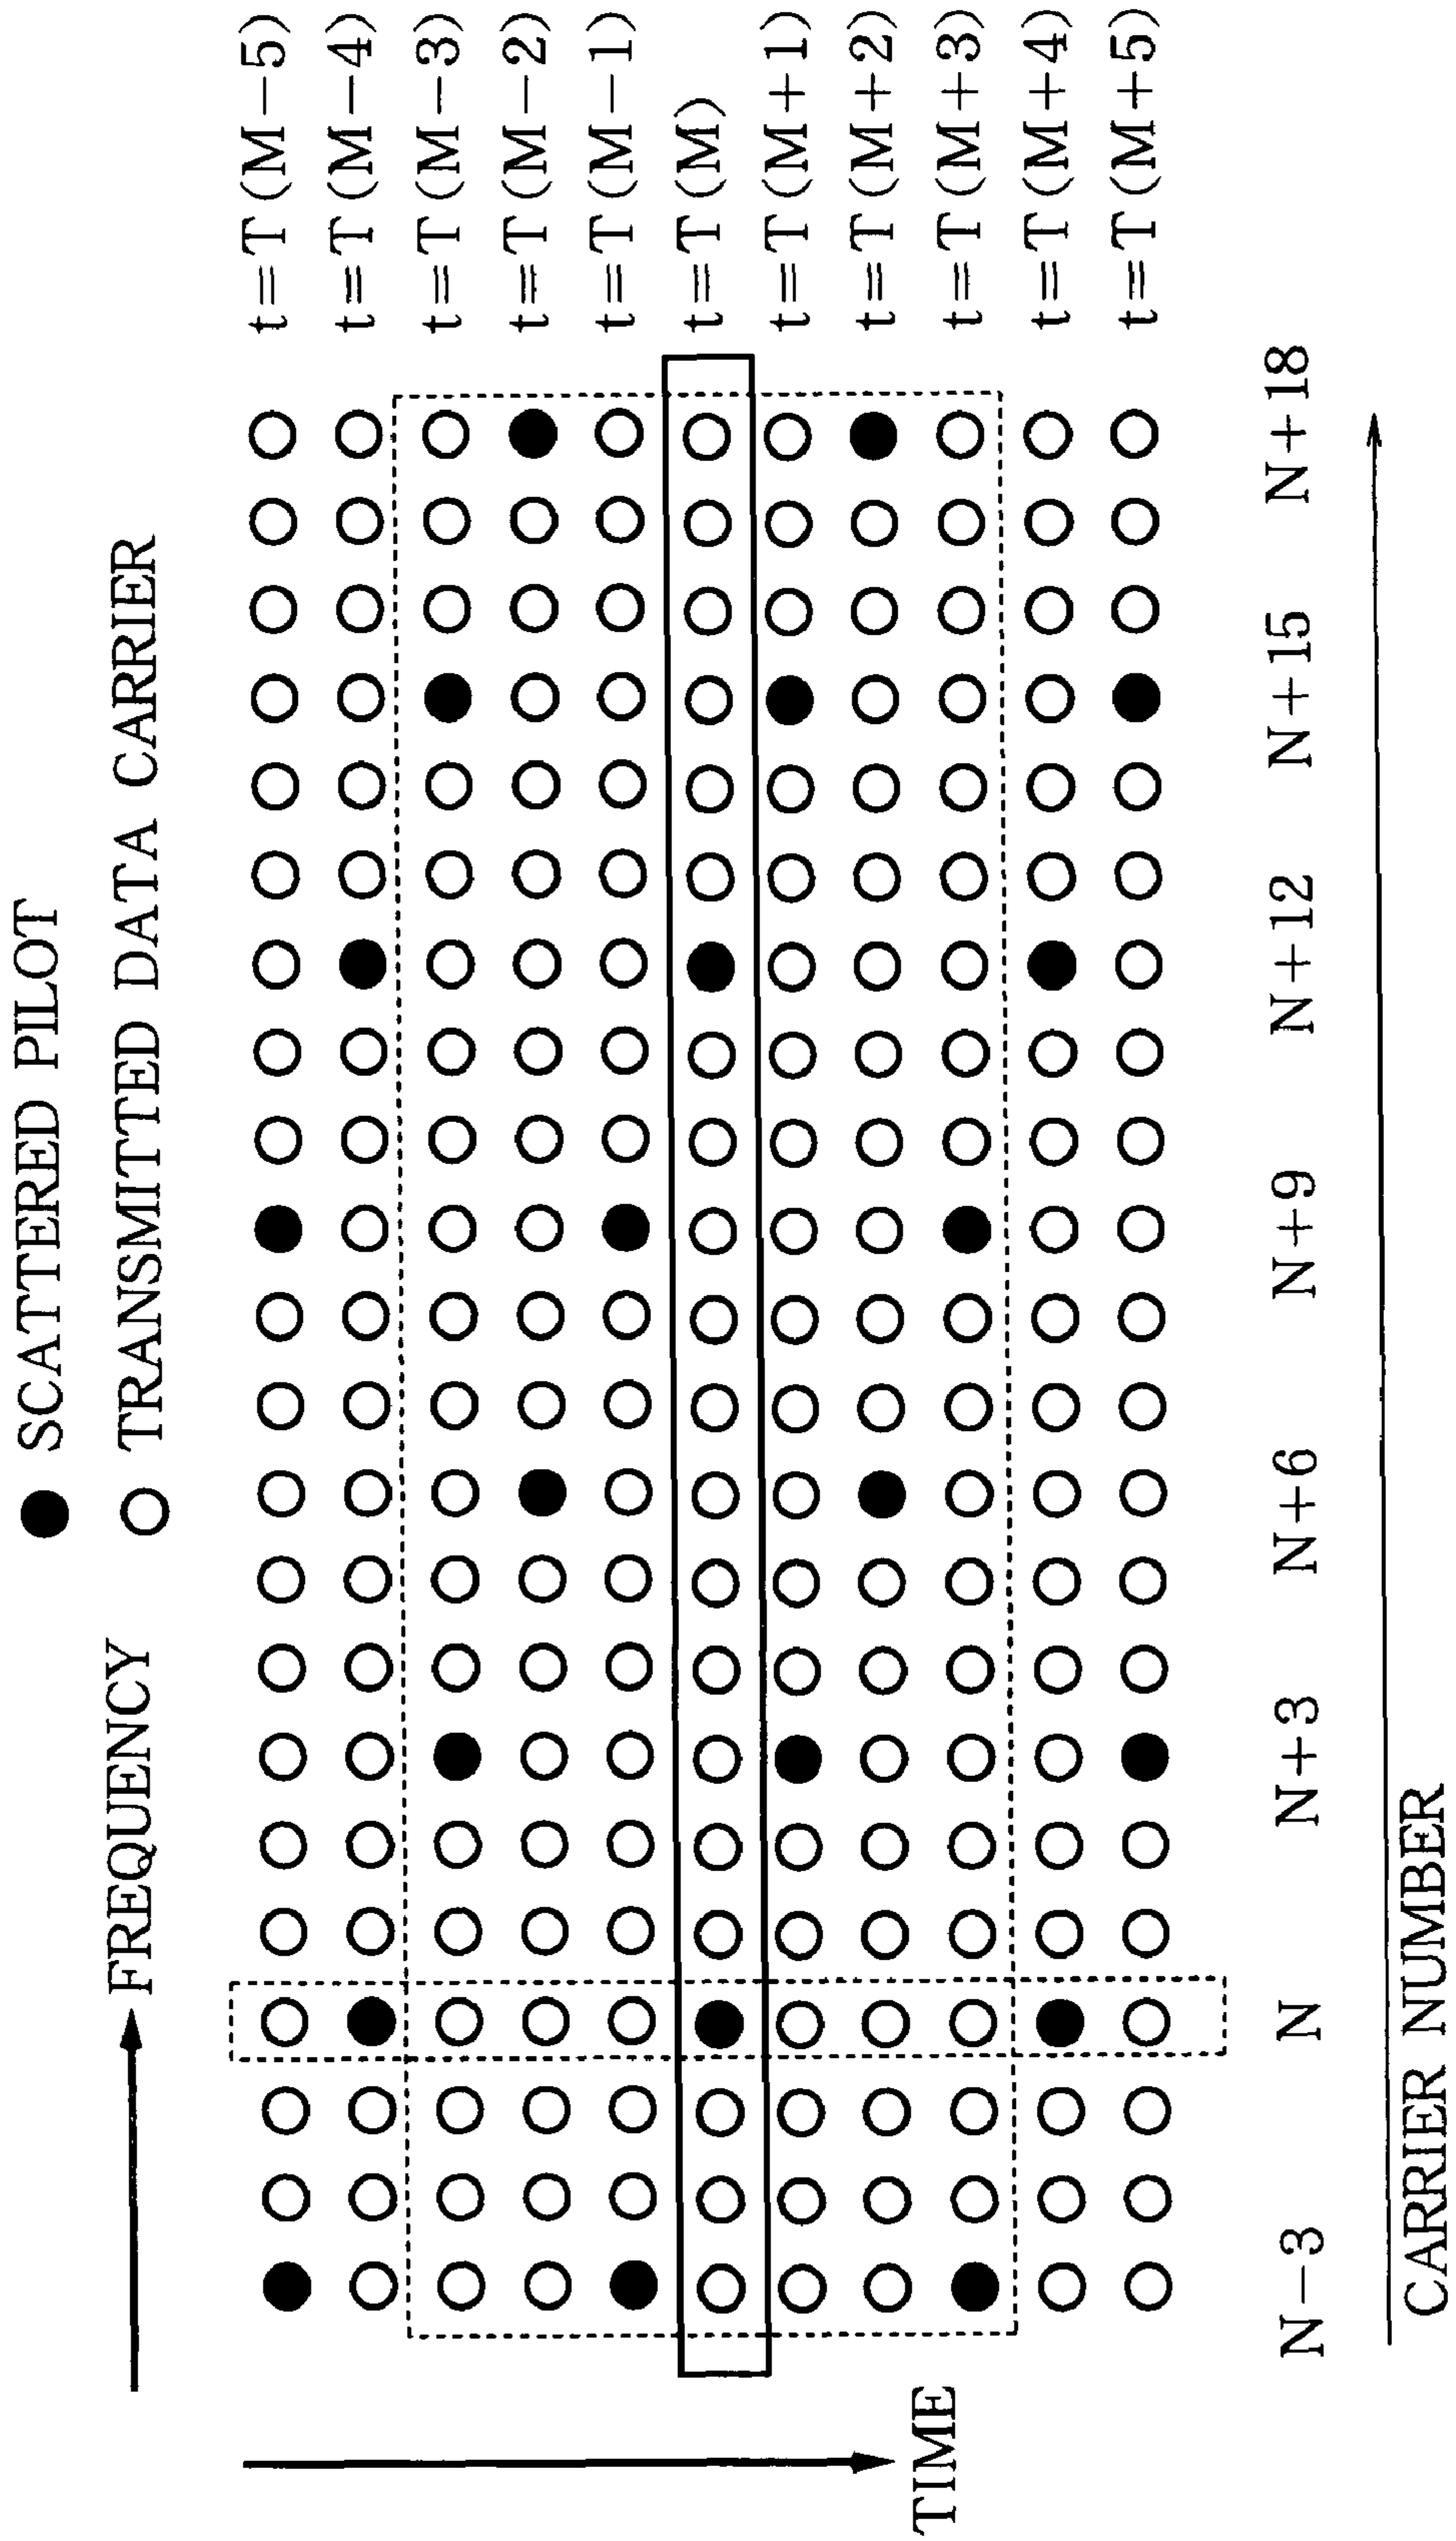 ● SCATTERED PILOT
○ TRANSMITTED DATA CARRIER
FREQUENCY
t=T(M−5)
t=T(M−4)
t=T(M−3)
t=T(M−2)
t=T(M−1)
t=T(M)
t=T(M+1)
t=T(M+2)
t=T(M+3)
t=T(M+4)
t=T(M+5)
TIME
N−3 N N+3 N+6 N+9 N+12 N+15 N+18
CARRIER NUMBER